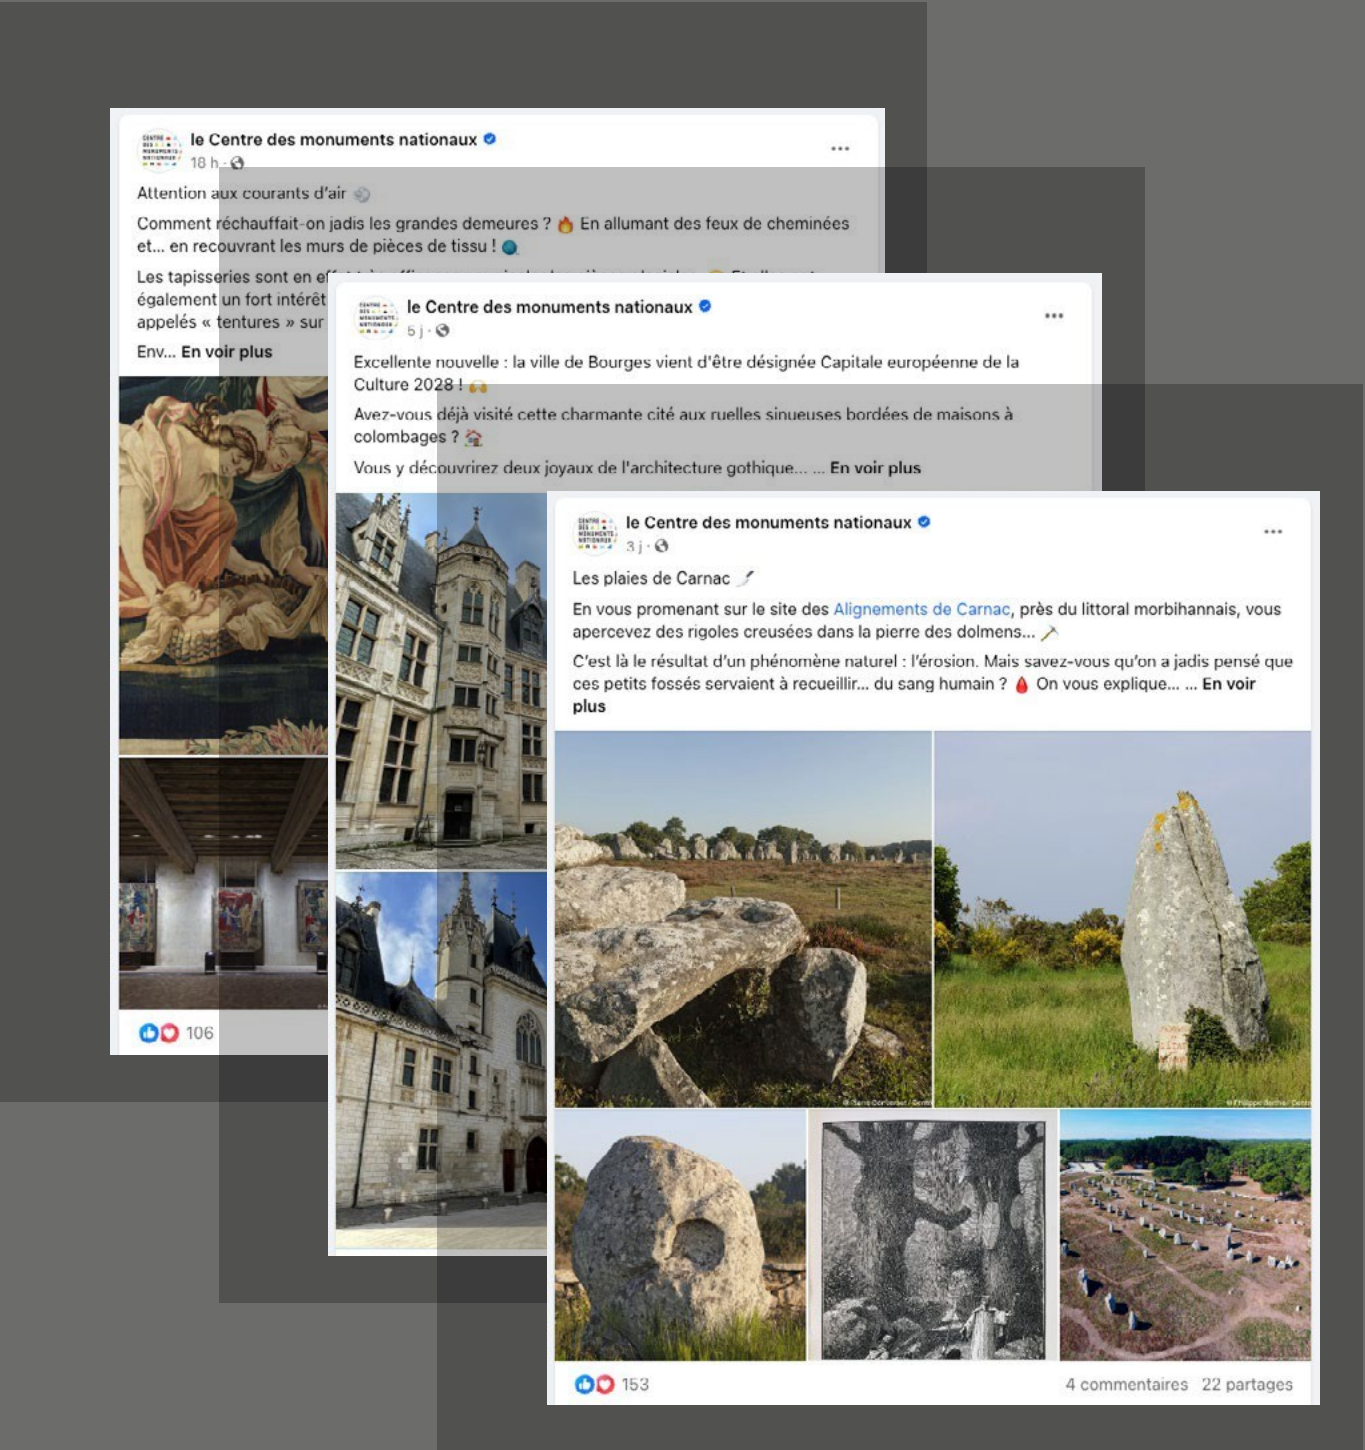 le Centre des monuments nationaux
18 h ·
Attention aux courants d'air
Comment réchauffait-on jadis les grandes demeures ? 🔥 En allumant des feux de cheminées
et... en recouvrant les murs de pièces de tissu !
Les tapisseries sont en
également un fort intérêt
appelés « tentures » sur
Env... En voir plus
106
le Centre des monuments nationaux
5 j ·
Excellente nouvelle : la ville de Bourges vient d'être désignée Capitale européenne de la
Culture 2028 ! 🙌
Avez-vous déjà visité cette charmante cité aux ruelles sinueuses bordées de maisons à
colombages ? 🏠
Vous y découvrirez deux joyaux de l'architecture gothique... ... En voir plus
le Centre des monuments nationaux
3 j ·
Les plaies de Carnac
En vous promenant sur le site des Alignements de Carnac, près du littoral morbihannais, vous
apercevez des rigoles creusées dans la pierre des dolmens...
C'est là le résultat d'un phénomène naturel : l'érosion. Mais savez-vous qu'on a jadis pensé que
ces petits fossés servaient à recueillir... du sang humain ? 🩸 On vous explique... ... En voir
plus
153
4 commentaires 22 partages